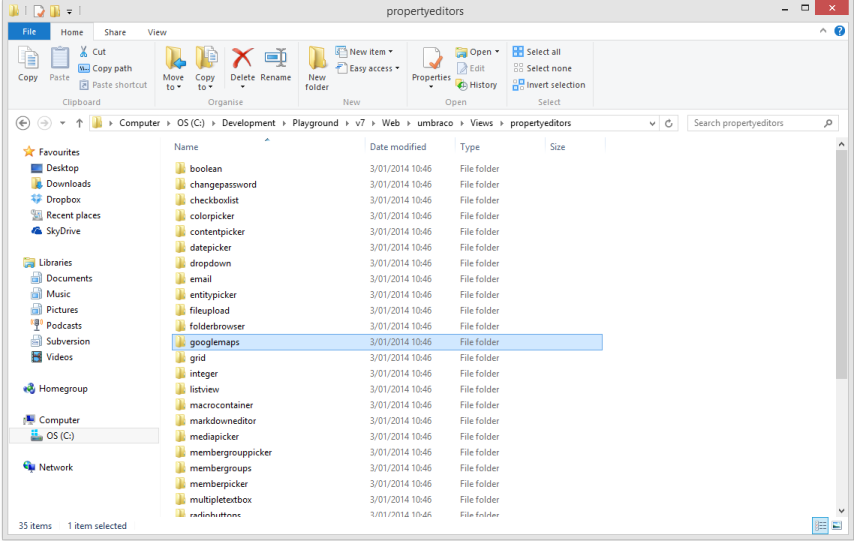 propertyeditors
File Home Share View
Copy Paste Cut Copy path Paste shortcut Move to Copy to Delete Rename New folder New item Easy access Properties Open Edit History Select all Select none Invert selection
Clipboard Organise New Open Select
Computer OS (C:) Development Playground v7 Web umbraco Views propertyeditors Search propertyeditors
Name Date modified Type Size
Favourites
Desktop
Downloads
Dropbox
Recent places
SkyDrive
Libraries
Documents
Music
Pictures
Podcasts
Subversion
Videos
Homegroup
Computer
OS (C:)
Network
boolean 3/01/2014 10:46 File folder
changepassword 3/01/2014 10:46 File folder
checkboxlist 3/01/2014 10:46 File folder
colorpicker 3/01/2014 10:46 File folder
contentpicker 3/01/2014 10:46 File folder
datepicker 3/01/2014 10:46 File folder
dropdown 3/01/2014 10:46 File folder
email 3/01/2014 10:46 File folder
entitypicker 3/01/2014 10:46 File folder
fileupload 3/01/2014 10:46 File folder
folderbrowser 3/01/2014 10:46 File folder
googlemaps 3/01/2014 10:46 File folder
grid 3/01/2014 10:46 File folder
integer 3/01/2014 10:46 File folder
listview 3/01/2014 10:46 File folder
macrocontainer 3/01/2014 10:46 File folder
markdowneditor 3/01/2014 10:46 File folder
mediapicker 3/01/2014 10:46 File folder
membergrouppicker 3/01/2014 10:46 File folder
membergroups 3/01/2014 10:46 File folder
memberpicker 3/01/2014 10:46 File folder
multipletextbox 3/01/2014 10:46 File folder
radiobuttons 3/01/2014 10:46 File folder
35 items 1 item selected